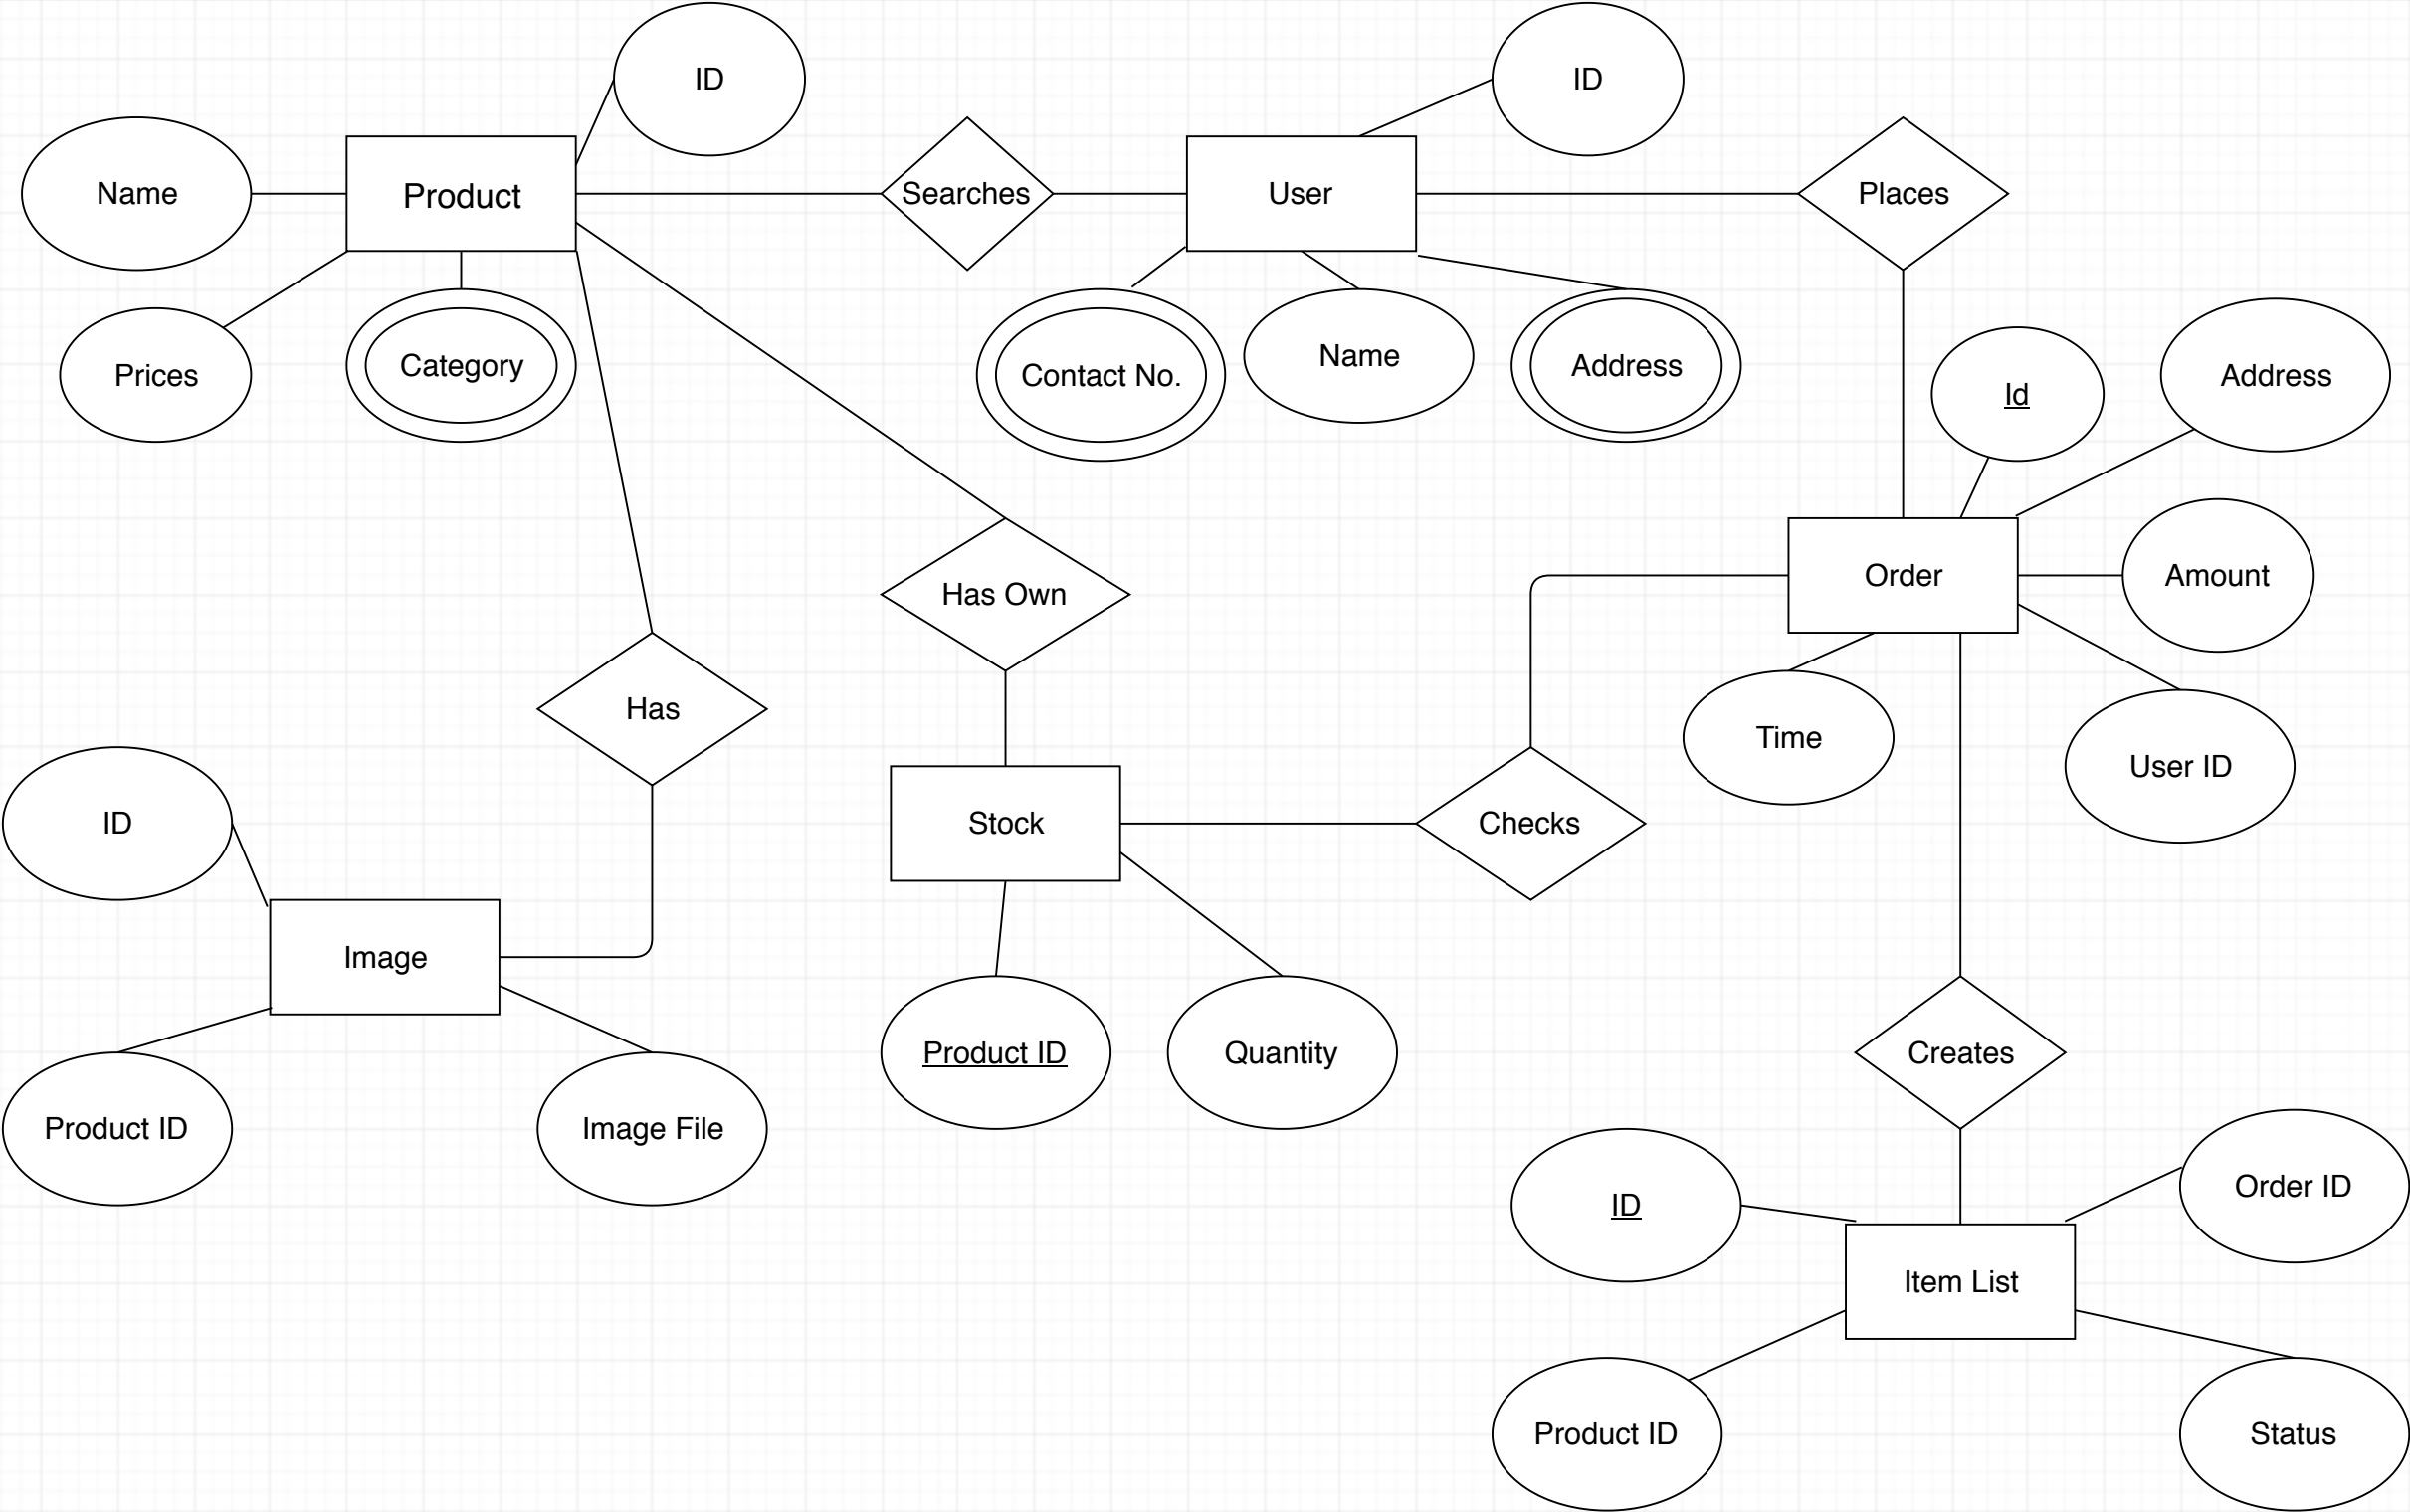 ID
ID
Name
Product
Searches
User
Places
Prices
Category
Contact No.
Name
Address
Id
Address
Has Own
Order
Amount
Has
Time
User ID
ID
Stock
Checks
Image
Product ID
Quantity
Creates
Product ID
Image File
ID
Order ID
Item List
Product ID
Status